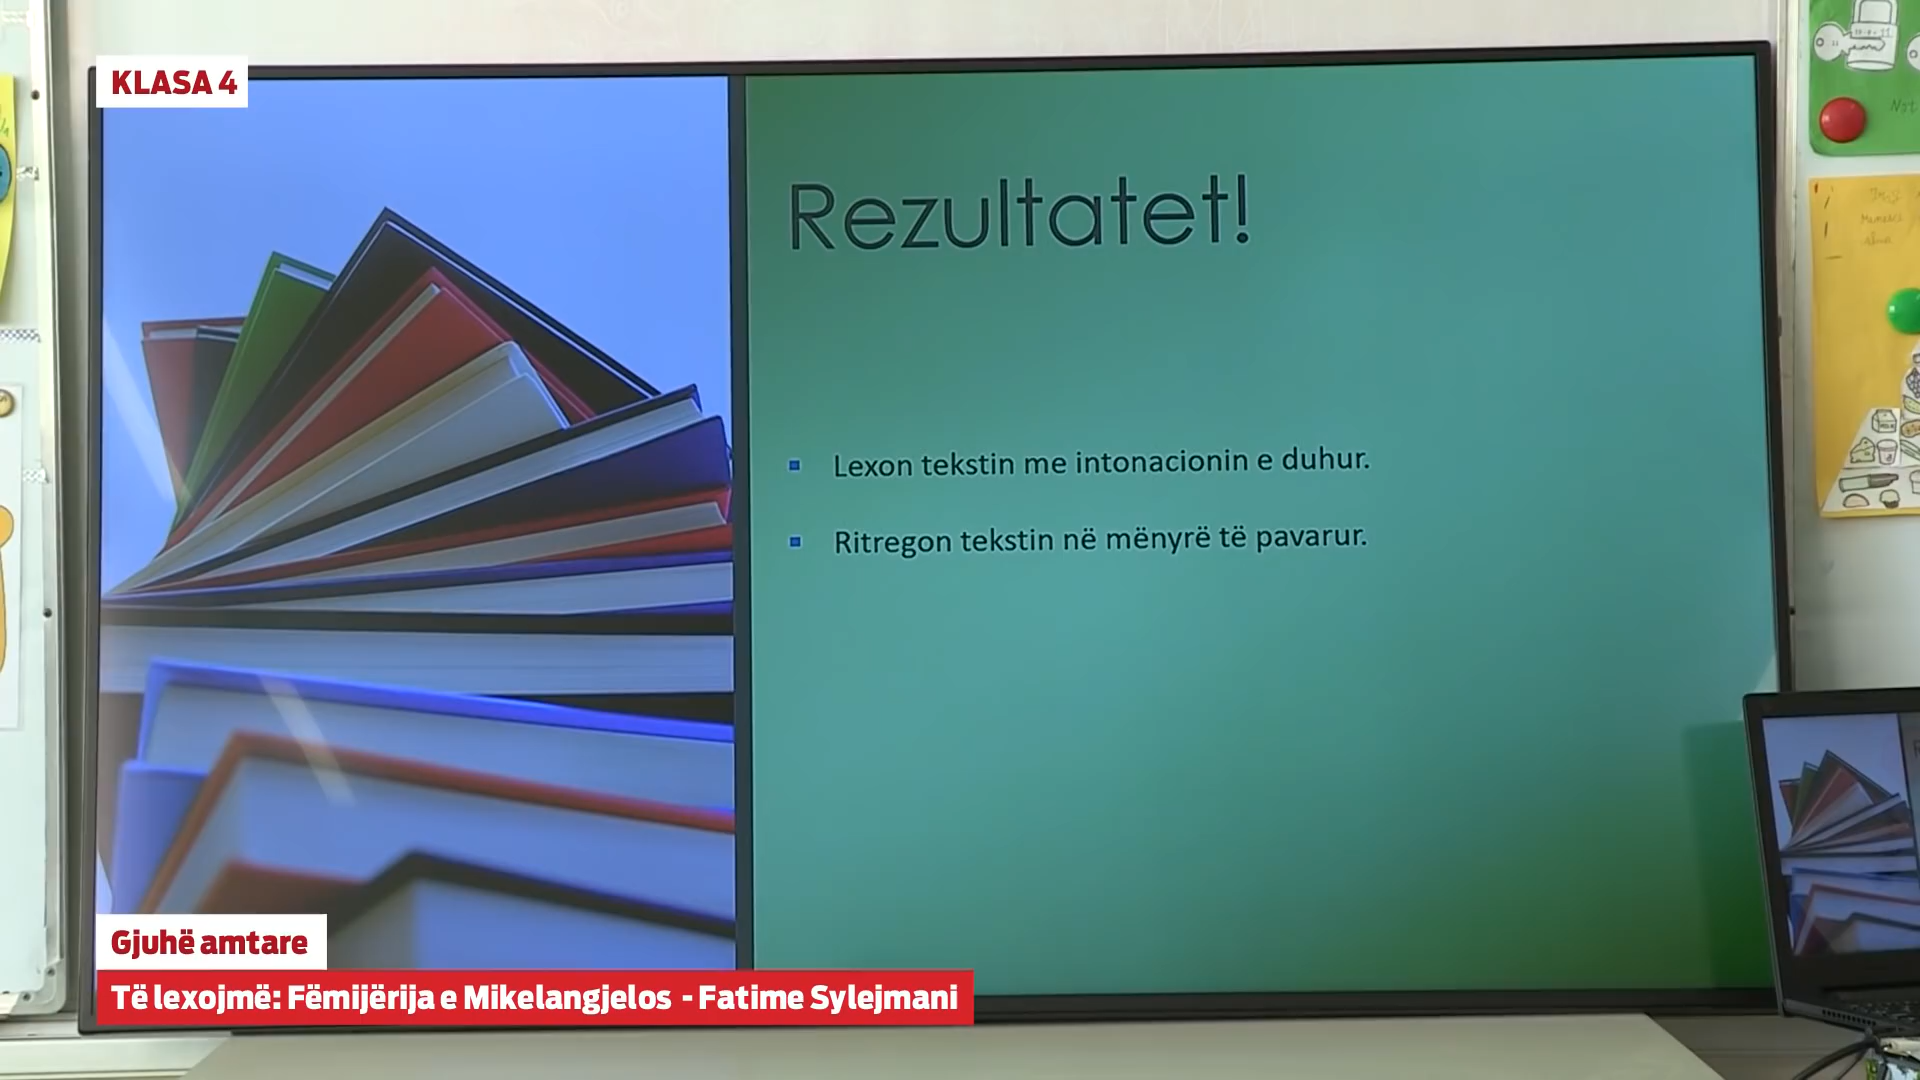 KLASA 4
Rezultatet!
Lexon tekstin me intonacionin e duhur.
Ritregon tekstin në mënyrë të pavarur.
Gjuhë amtare
Të lexojmë: Fëmijërija e Mikelangjelos - Fatime Sylejmani